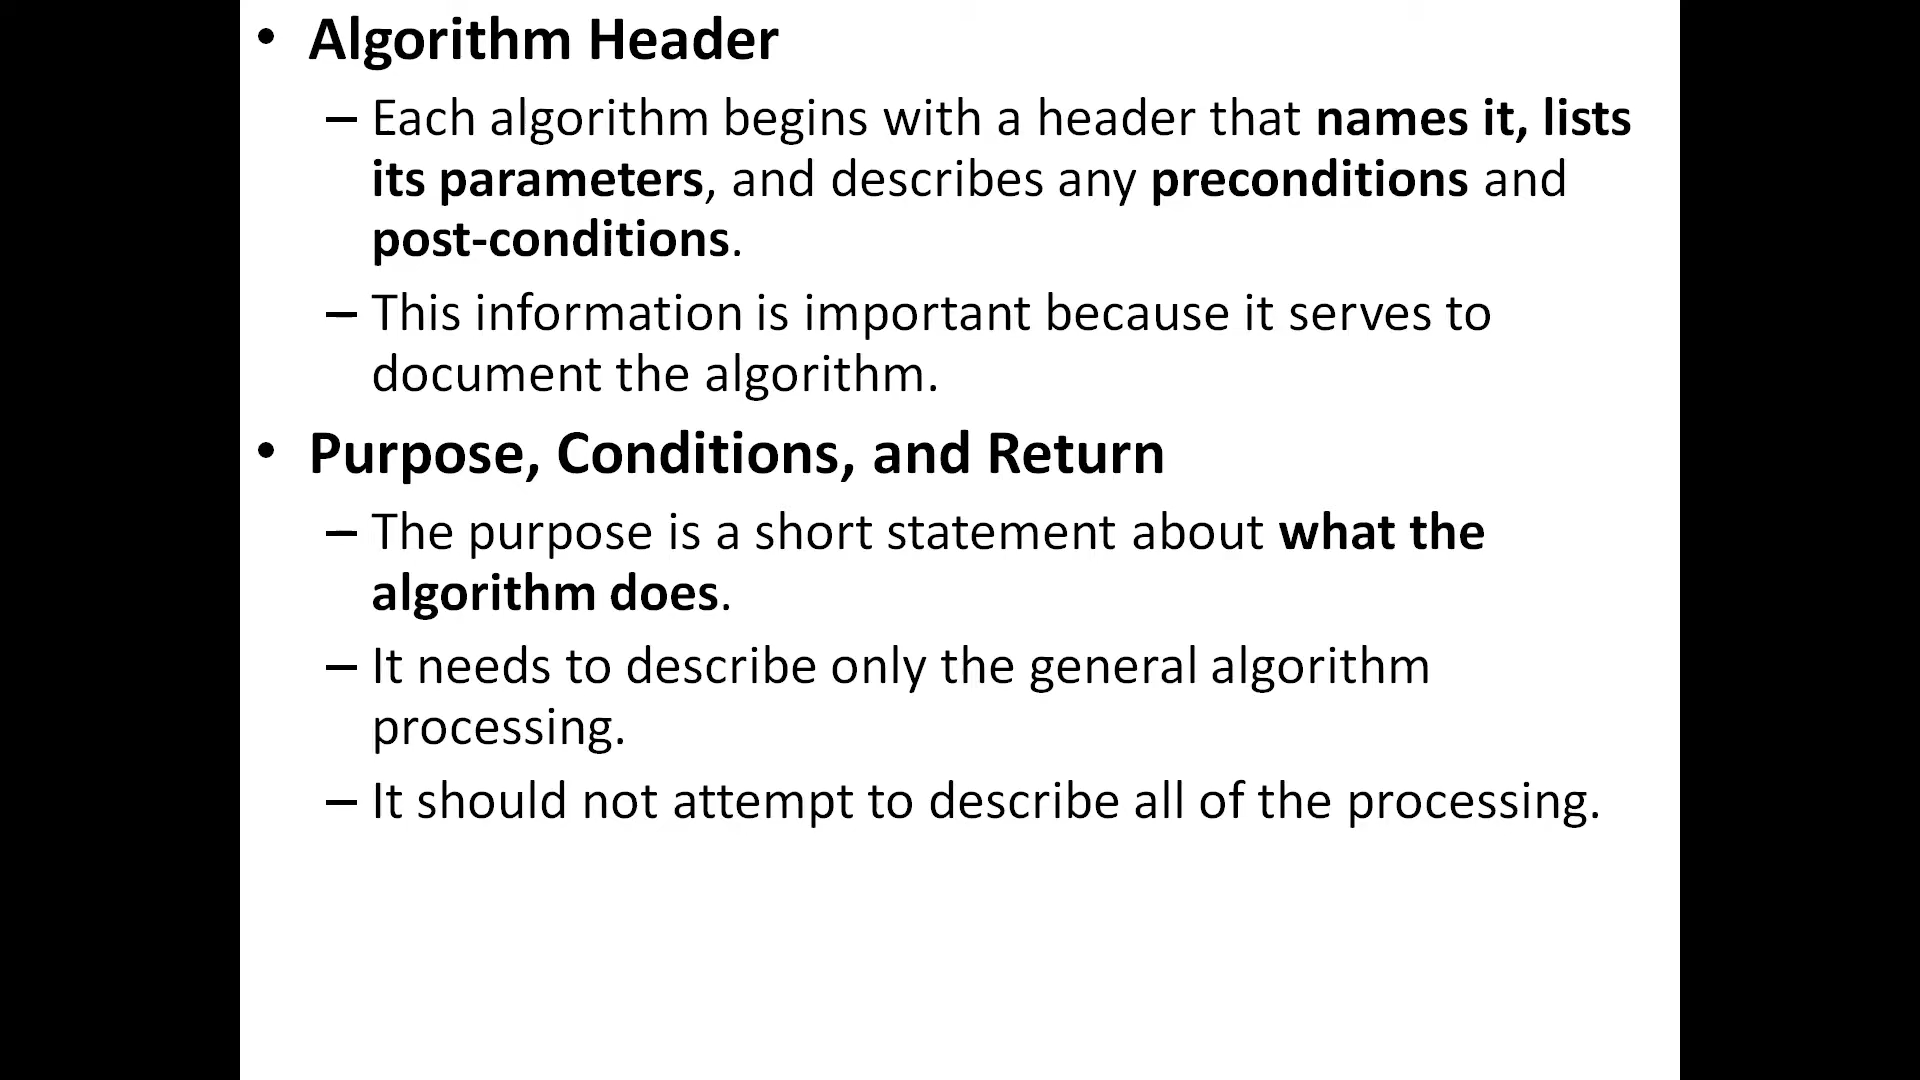 • Algorithm Header
– Each algorithm begins with a header that names it, lists
its parameters, and describes any preconditions and
post-conditions.
– This information is important because it serves to
document the algorithm.
• Purpose, Conditions, and Return
– The purpose is a short statement about what the
algorithm does.
– It needs to describe only the general algorithm
processing.
– It should not attempt to describe all of the processing.